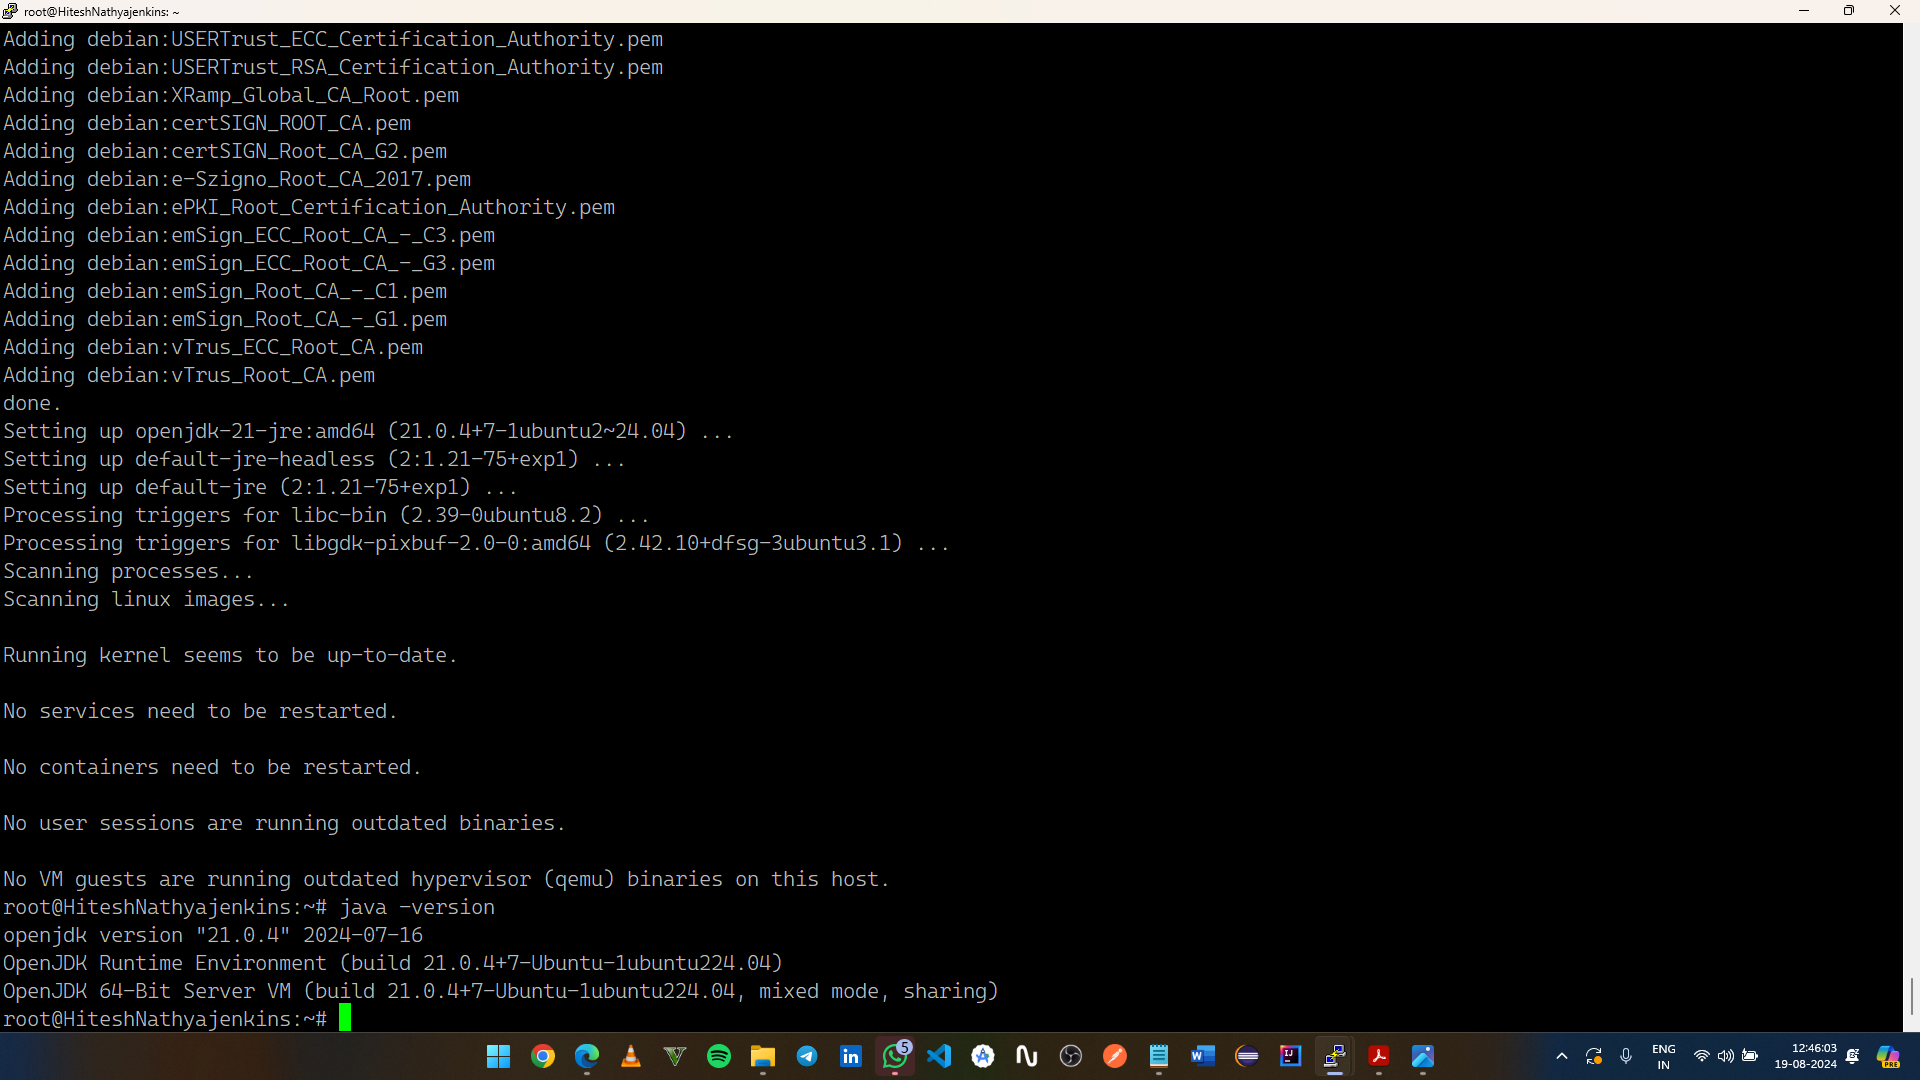 root@HiteshNathyajenkins: ~
Adding debian:USERTrust_ECC_Certification_Authority.pem
Adding debian:USERTrust_RSA_Certification_Authority.pem
Adding debian:XRamp_Global_CA_Root.pem
Adding debian:certSIGN_ROOT_CA.pem
Adding debian:certSIGN_Root_CA_G2.pem
Adding debian:e-Szigno_Root_CA_2017.pem
Adding debian:ePKI_Root_Certification_Authority.pem
Adding debian:emSign_ECC_Root_CA_-_C3.pem
Adding debian:emSign_ECC_Root_CA_-_G3.pem
Adding debian:emSign_Root_CA_-_C1.pem
Adding debian:emSign_Root_CA_-_G1.pem
Adding debian:vTrus_ECC_Root_CA.pem
Adding debian:vTrus_Root_CA.pem
done.
Setting up openjdk-21-jre:amd64 (21.0.4+7-1ubuntu2~24.04) ...
Setting up default-jre-headless (2:1.21-75+exp1) ...
Setting up default-jre (2:1.21-75+exp1) ...
Processing triggers for libc-bin (2.39-0ubuntu8.2) ...
Processing triggers for libgdk-pixbuf-2.0-0:amd64 (2.42.10+dfsg-3ubuntu3.1) ...
Scanning processes...
Scanning linux images...
Running kernel seems to be up-to-date.
No services need to be restarted.
No containers need to be restarted.
No user sessions are running outdated binaries.
No VM guests are running outdated hypervisor (qemu) binaries on this host.
root@HiteshNathyajenkins:~# java -version
openjdk version "21.0.4" 2024-07-16
OpenJDK Runtime Environment (build 21.0.4+7-Ubuntu-1ubuntu224.04)
OpenJDK 64-Bit Server VM (build 21.0.4+7-Ubuntu-1ubuntu224.04, mixed mode, sharing)
root@HiteshNathyajenkins:~#
5
ENG
IN
12:46:03
19-08-2024
PRE